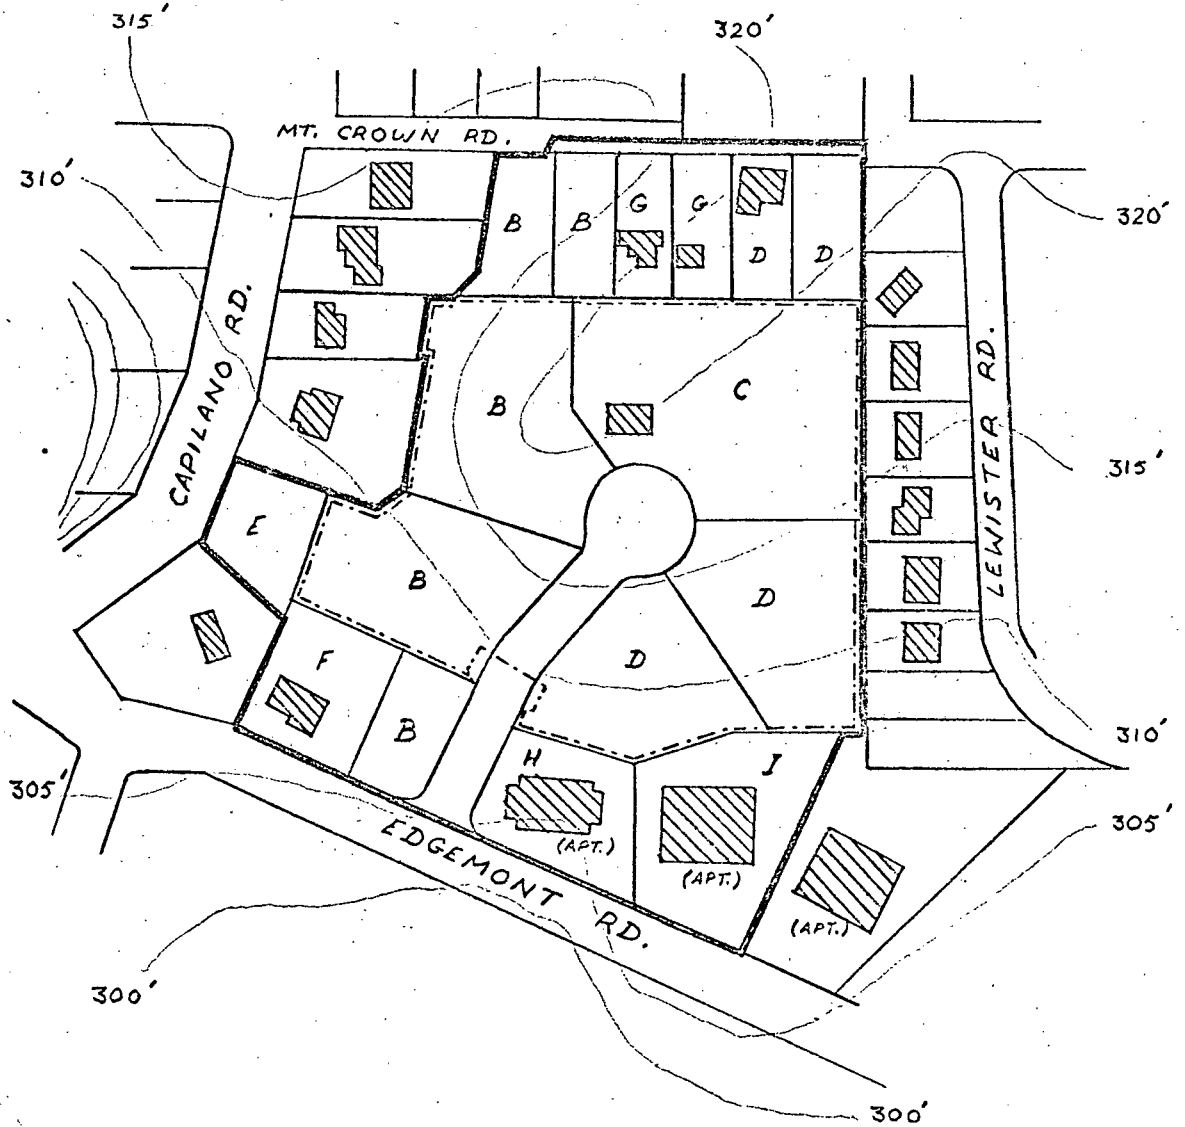 315'
320'
MT. CROWN RD.
310'
320'
B
B
G
G
D
D
CAPILANO RD.
LEWISTER RD.
B
C
315'
E
B
D
F
D
B
H
I
310'
305'
305'
EDGEMONT RD.
(APT.)
(APT.)
(APT.)
300'
300'